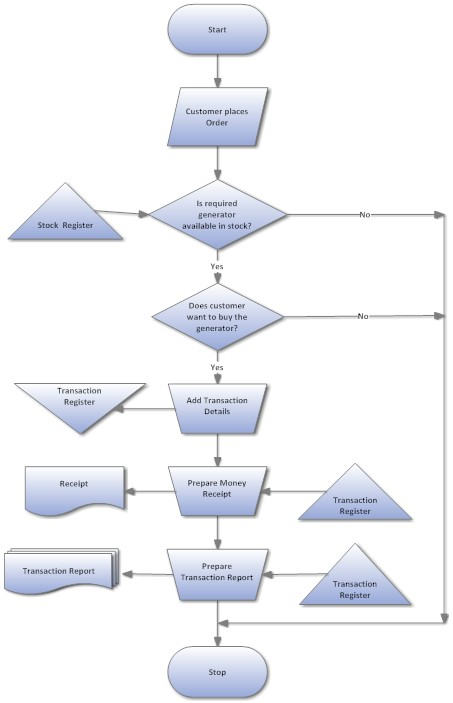 Start
Customer places
Order
Is required
generator
available in stock?
Stock Register
No
Yes
Does customer
want to buy the
generator?
No
Yes
Transaction
Register
Add Transaction
Details
Receipt
Prepare Money
Receipt
Transaction
Register
Transaction Report
Prepare
Transaction Report
Transaction
Register
Stop